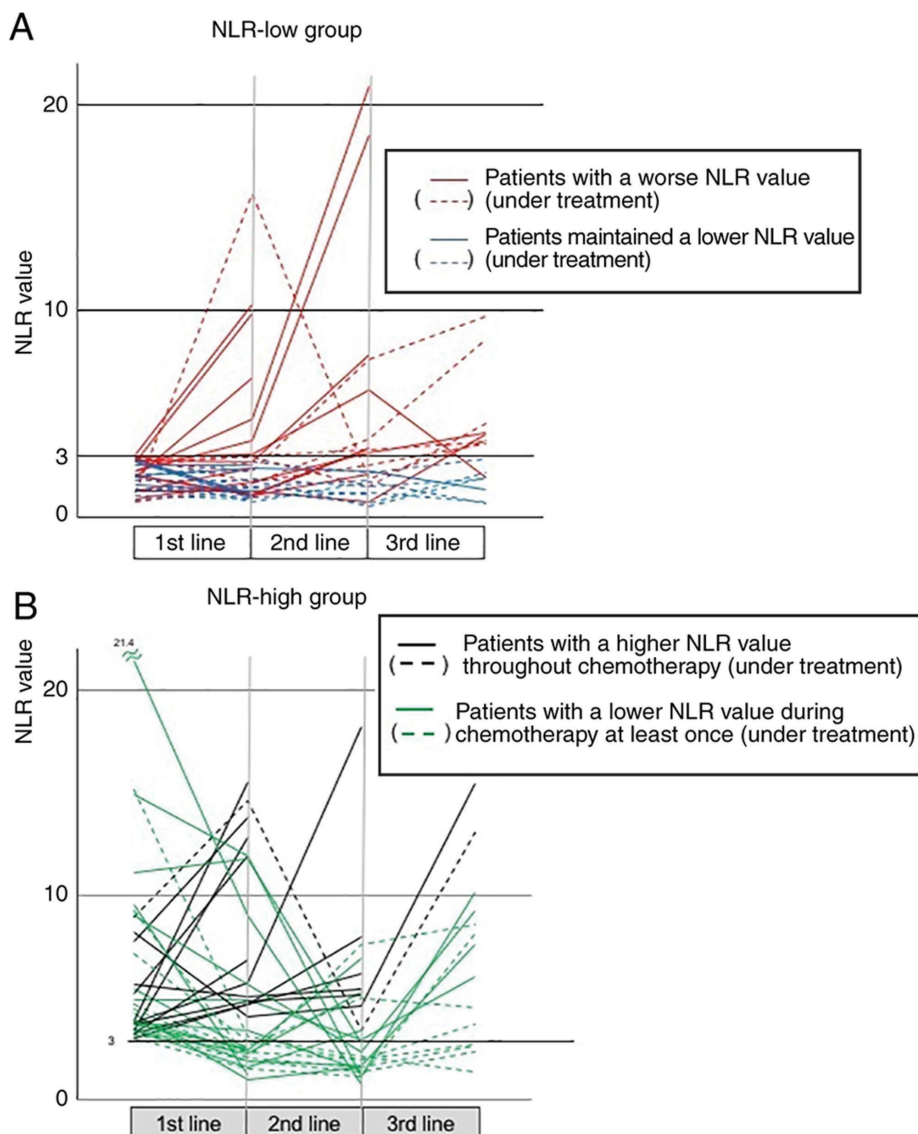 A
NLR-low group
NLR value
20
10
3
0
Patients with a worse NLR value
( ) (under treatment)
Patients maintained a lower NLR value
( ) (under treatment)
1st line 2nd line 3rd line
B
NLR-high group
NLR value
21.4
20
10
3
0
Patients with a higher NLR value
( ) throughout chemotherapy (under treatment)
Patients with a lower NLR value during
( ) chemotherapy at least once (under treatment)
1st line 2nd line 3rd line